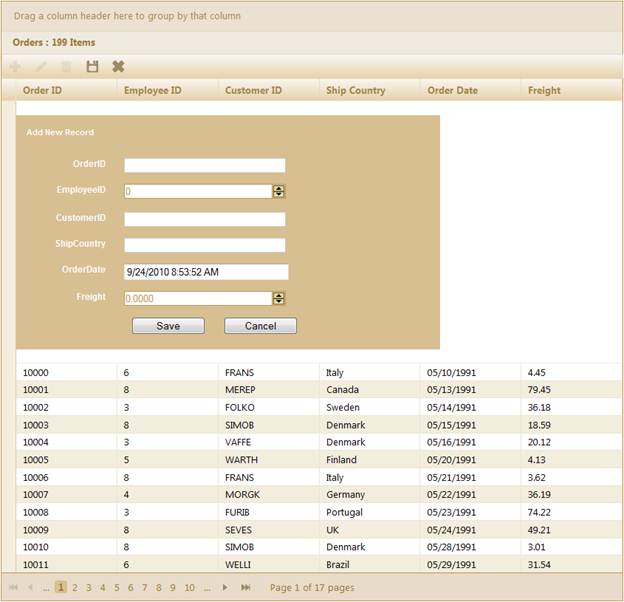 Drag a column header here to group by that column
Orders : 199 Items
Order ID Employee ID Customer ID Ship Country Order Date Freight
Add New Record
OrderID
EmployeeID 0
CustomerID
ShipCountry
OrderDate 9/24/2010 8:53:52 AM
Freight 0.0000
Save Cancel
10000 6 FRANS Italy 05/10/1991 4.45
10001 8 MEREP Canada 05/13/1991 79.45
10002 3 FOLKO Sweden 05/14/1991 36.18
10003 8 SIMOB Denmark 05/15/1991 18.59
10004 3 VAFFE Denmark 05/16/1991 20.12
10005 5 WARTH Finland 05/20/1991 4.13
10006 8 FRANS Italy 05/21/1991 3.62
10007 4 MORGK Germany 05/22/1991 36.19
10008 3 FURIB Portugal 05/23/1991 74.22
10009 8 SEVES UK 05/24/1991 49.21
10010 8 SIMOB Denmark 05/28/1991 3.01
10011 6 WELLI Brazil 05/29/1991 31.54
... 1 2 3 4 5 6 7 8 9 10 ... Page 1 of 17 pages